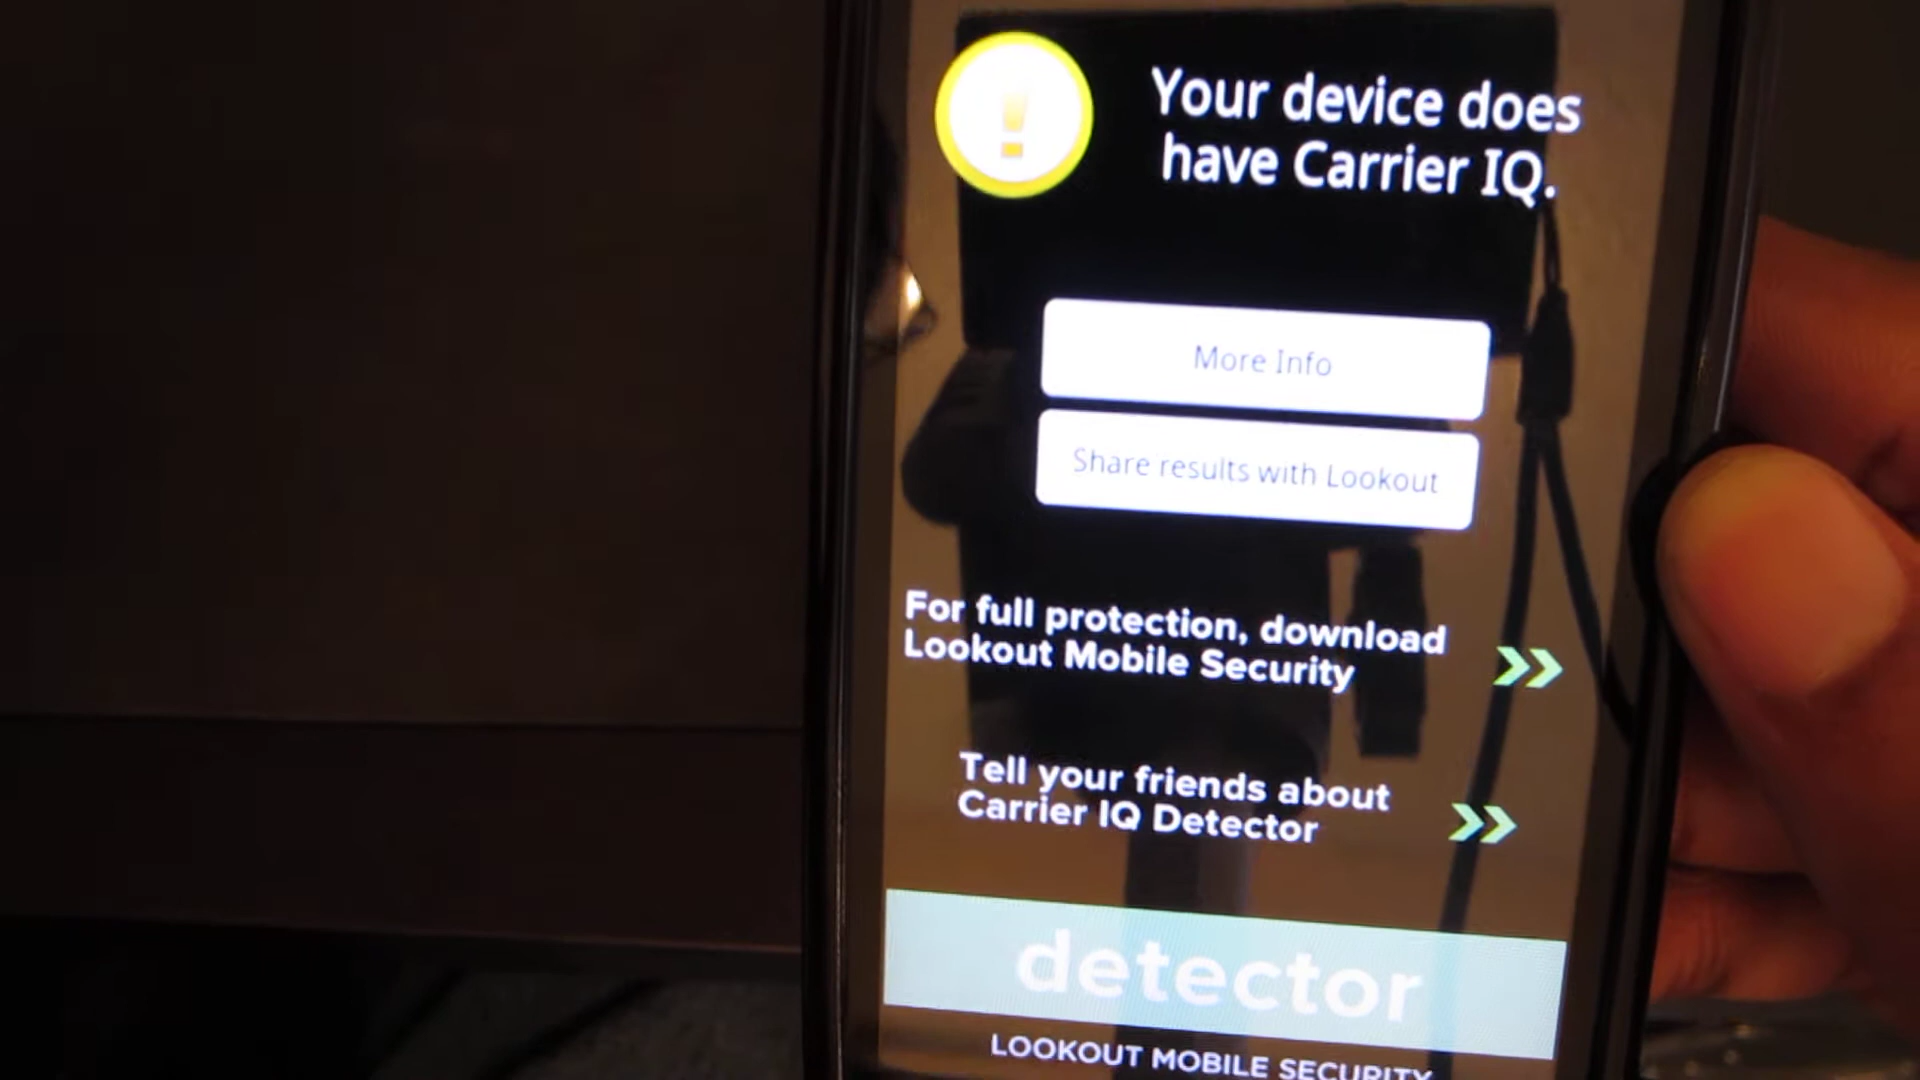 Your device does
have Carrier IQ.
More Info
Share results with Lookout
For full protection, download
Lookout Mobile Security
Tell your friends about
Carrier IQ Detector
detector
LOOKOUT MOBILE SECURITY